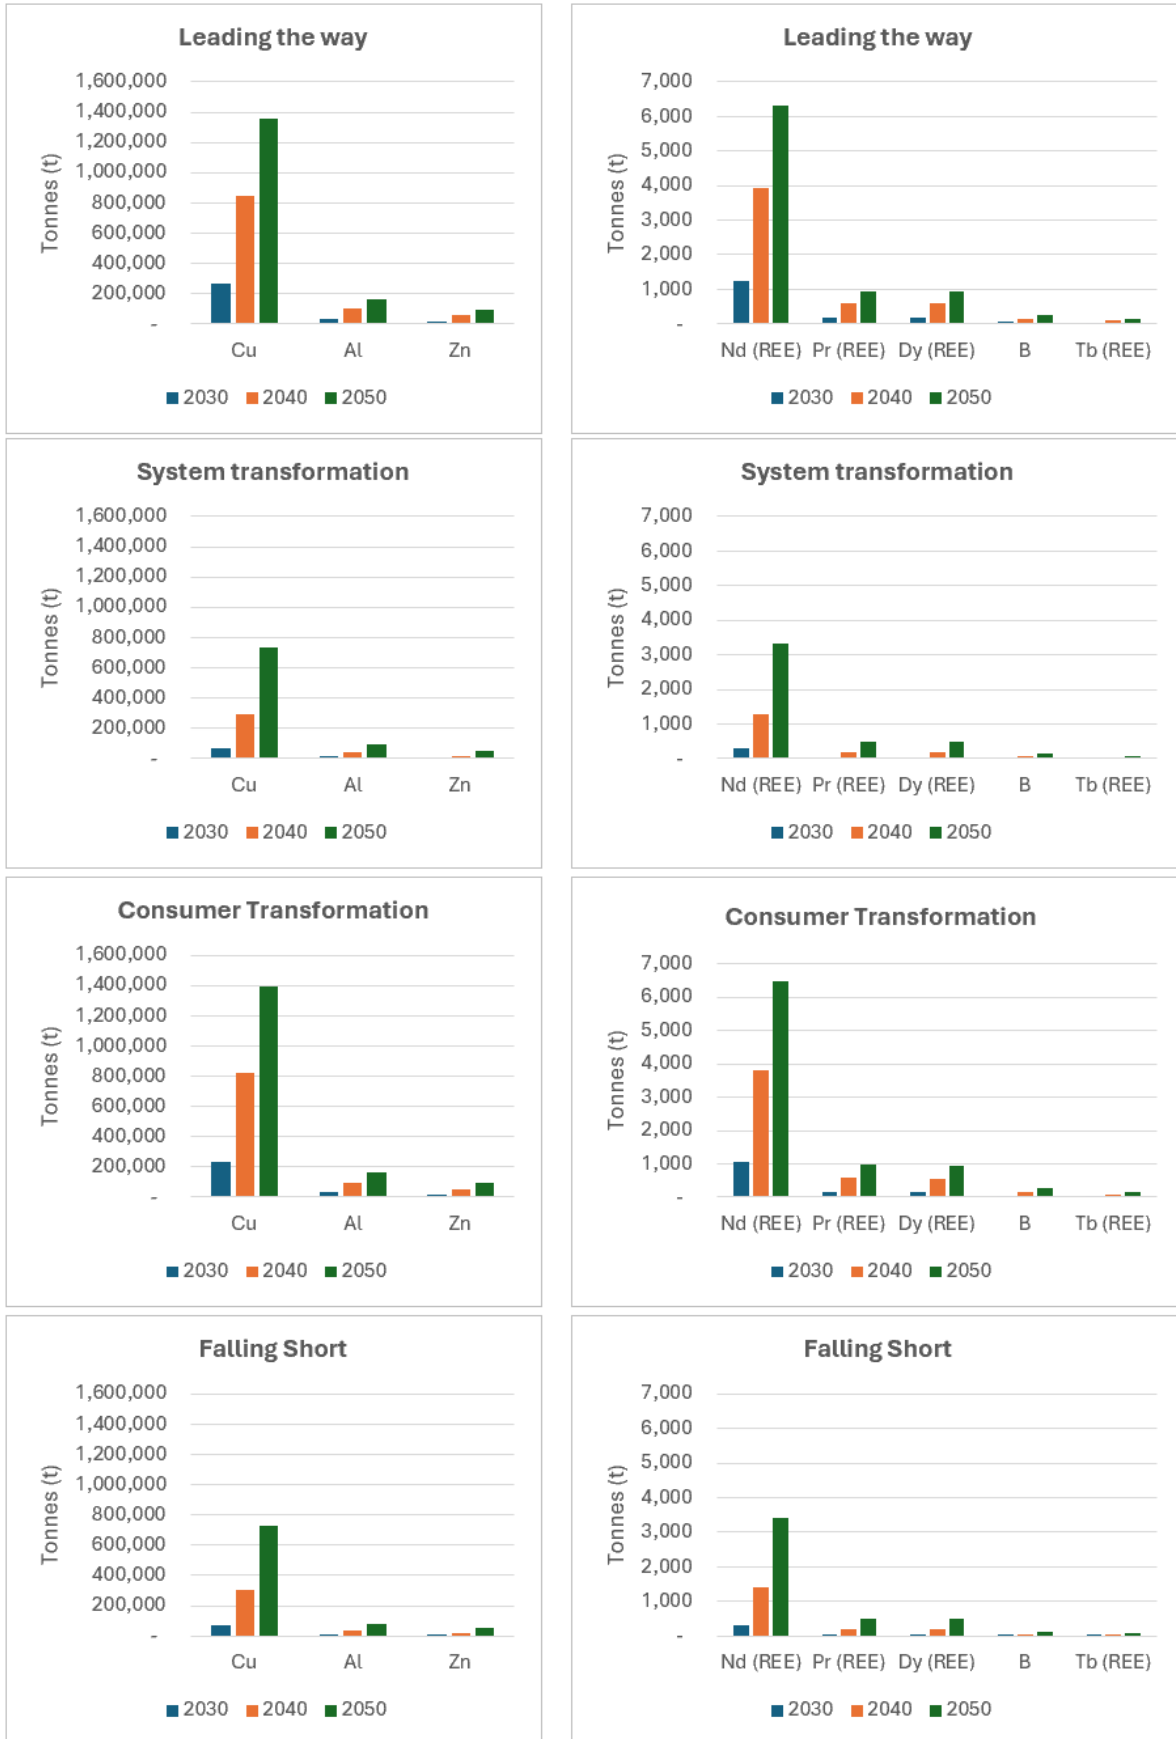 Leading the way
1,600,000
1,400,000
1,200,000
1,000,000
800,000
600,000
400,000
200,000
-
Tonnes (t)
Cu Al Zn
2030 2040 2050
Leading the way
7,000
6,000
5,000
4,000
3,000
2,000
1,000
-
Tonnes (t)
Nd (REE) Pr (REE) Dy (REE) B Tb (REE)
2030 2040 2050
System transformation
1,600,000
1,400,000
1,200,000
1,000,000
800,000
600,000
400,000
200,000
-
Tonnes (t)
Cu Al Zn
2030 2040 2050
System transformation
7,000
6,000
5,000
4,000
3,000
2,000
1,000
-
Tonnes (t)
Nd (REE) Pr (REE) Dy (REE) B Tb (REE)
2030 2040 2050
Consumer Transformation
1,600,000
1,400,000
1,200,000
1,000,000
800,000
600,000
400,000
200,000
-
Tonnes (t)
Cu Al Zn
2030 2040 2050
Consumer Transformation
7,000
6,000
5,000
4,000
3,000
2,000
1,000
-
Tonnes (t)
Nd (REE) Pr (REE) Dy (REE) B Tb (REE)
2030 2040 2050
Falling Short
1,600,000
1,400,000
1,200,000
1,000,000
800,000
600,000
400,000
200,000
-
Tonnes (t)
Cu Al Zn
2030 2040 2050
Falling Short
7,000
6,000
5,000
4,000
3,000
2,000
1,000
-
Tonnes (t)
Nd (REE) Pr (REE) Dy (REE) B Tb (REE)
2030 2040 2050